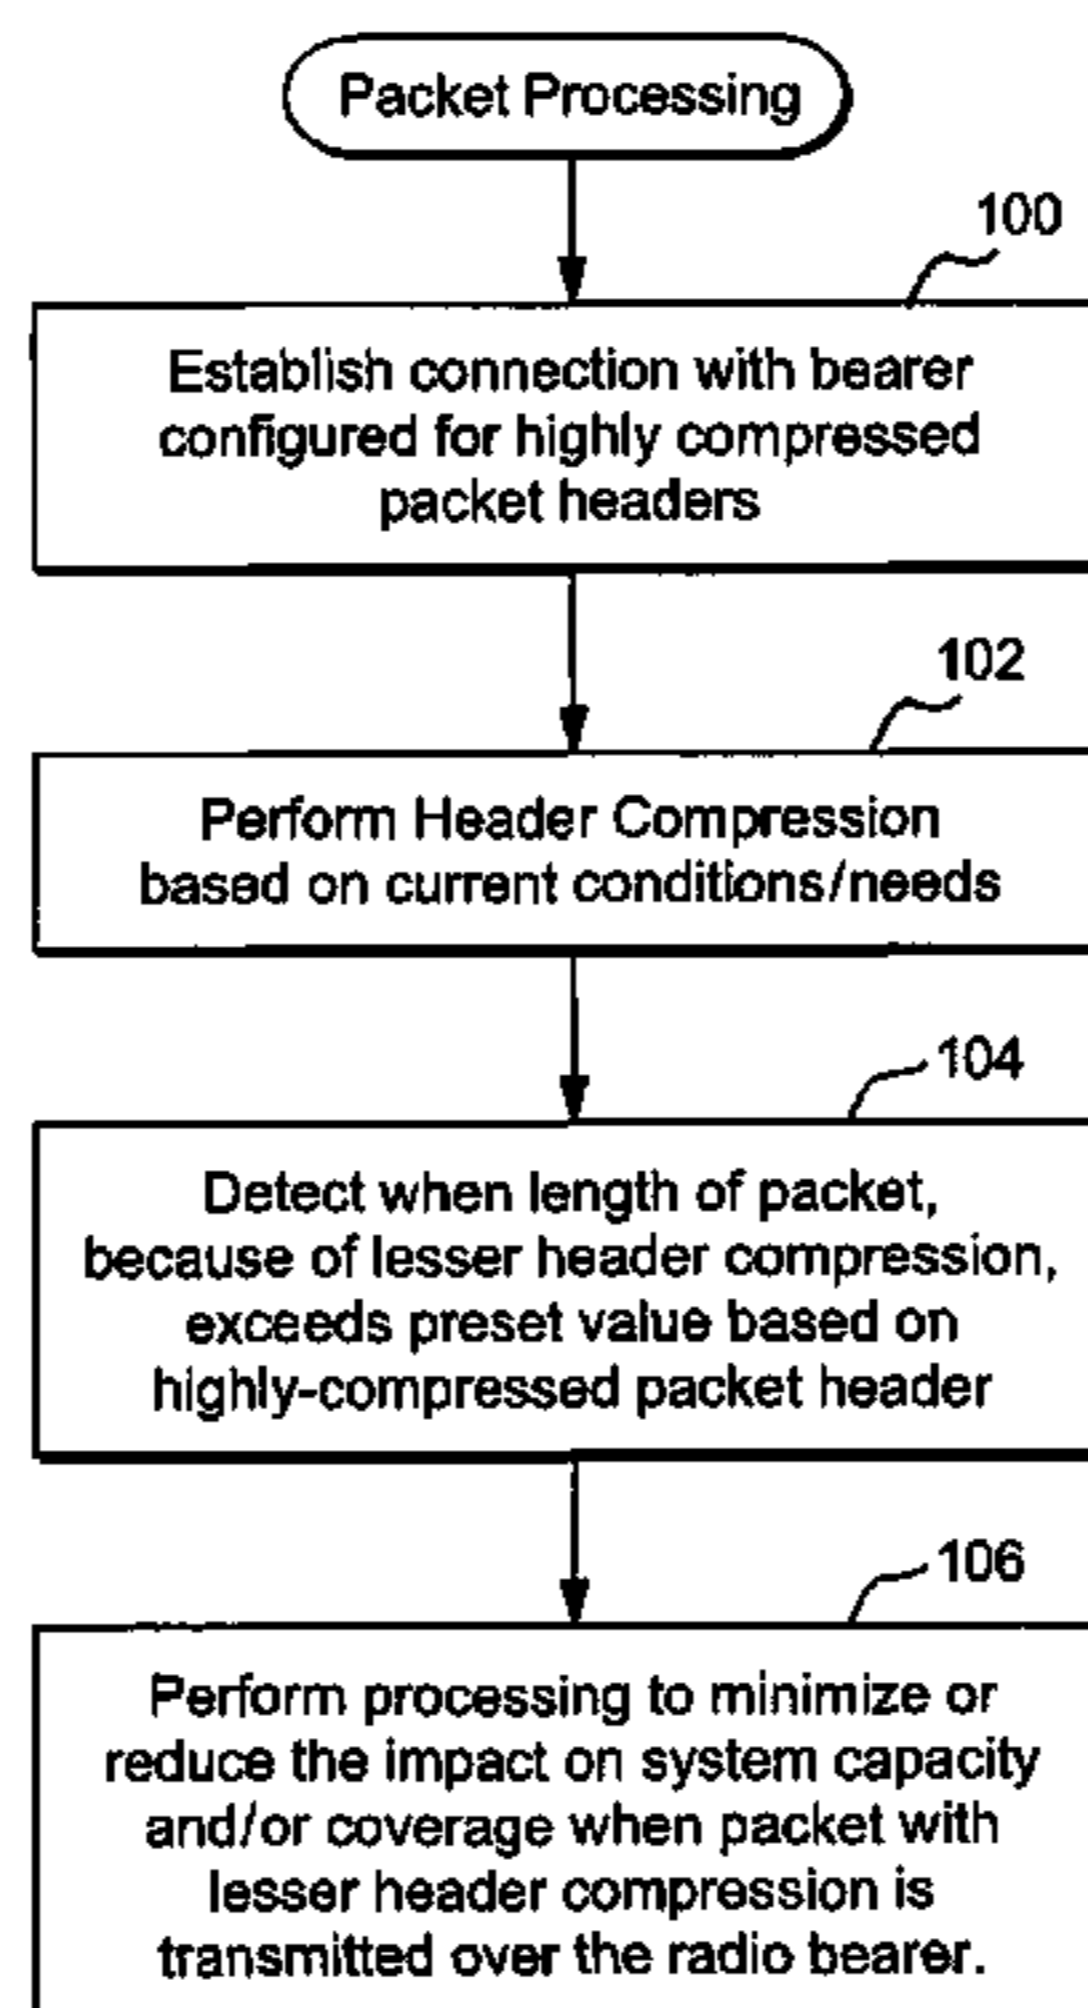 Packet Processing
100
Establish connection with bearer
configured for highly compressed
packet headers
102
Perform Header Compression
based on current conditions/needs
104
Detect when length of packet,
because of lesser header compression,
exceeds preset value based on
highly-compressed packet header
106
Perform processing to minimize or
reduce the impact on system capacity
and/or coverage when packet with
lesser header compression is
transmitted over the radio bearer.